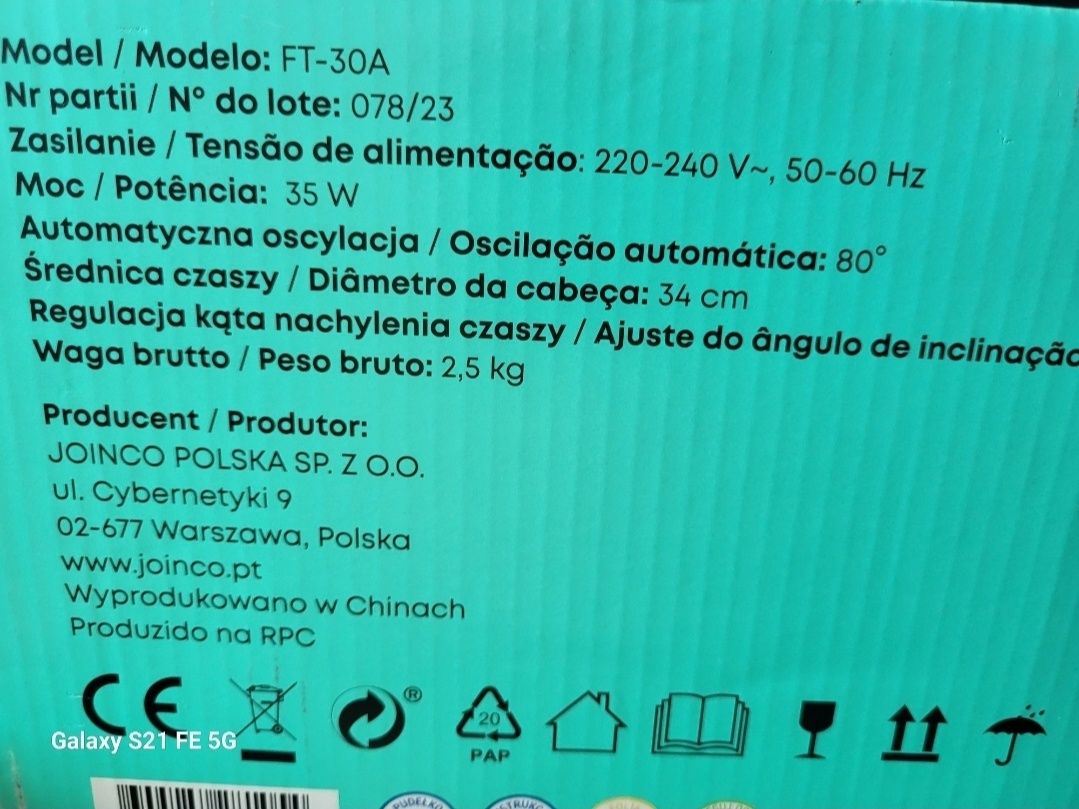 Model / Modelo: FT-30A
Nr partii / Nº do lote: 078/23
Zasilanie / Tensão de alimentação: 220-240 V~, 50-60 Hz
Moc / Potência: 35 W
Automatyczna oscylacja / Oscilação automática: 80°
Średnica czaszy / Diâmetro da cabeça: 34 cm
Regulacja kąta nachylenia czaszy / Ajuste do ângulo de inclinação
Waga brutto / Peso bruto: 2,5 kg
Producent / Produtor:
JOINCO POLSKA SP. Z O.O.
ul. Cybernetyki 9
02-677 Warszawa, Polska
www.joinco.pt
Wyprodukowano w Chinach
Produzido na RPC
CE
®
20
PAP
Galaxy S21 FE 5G
PUDEŁKO